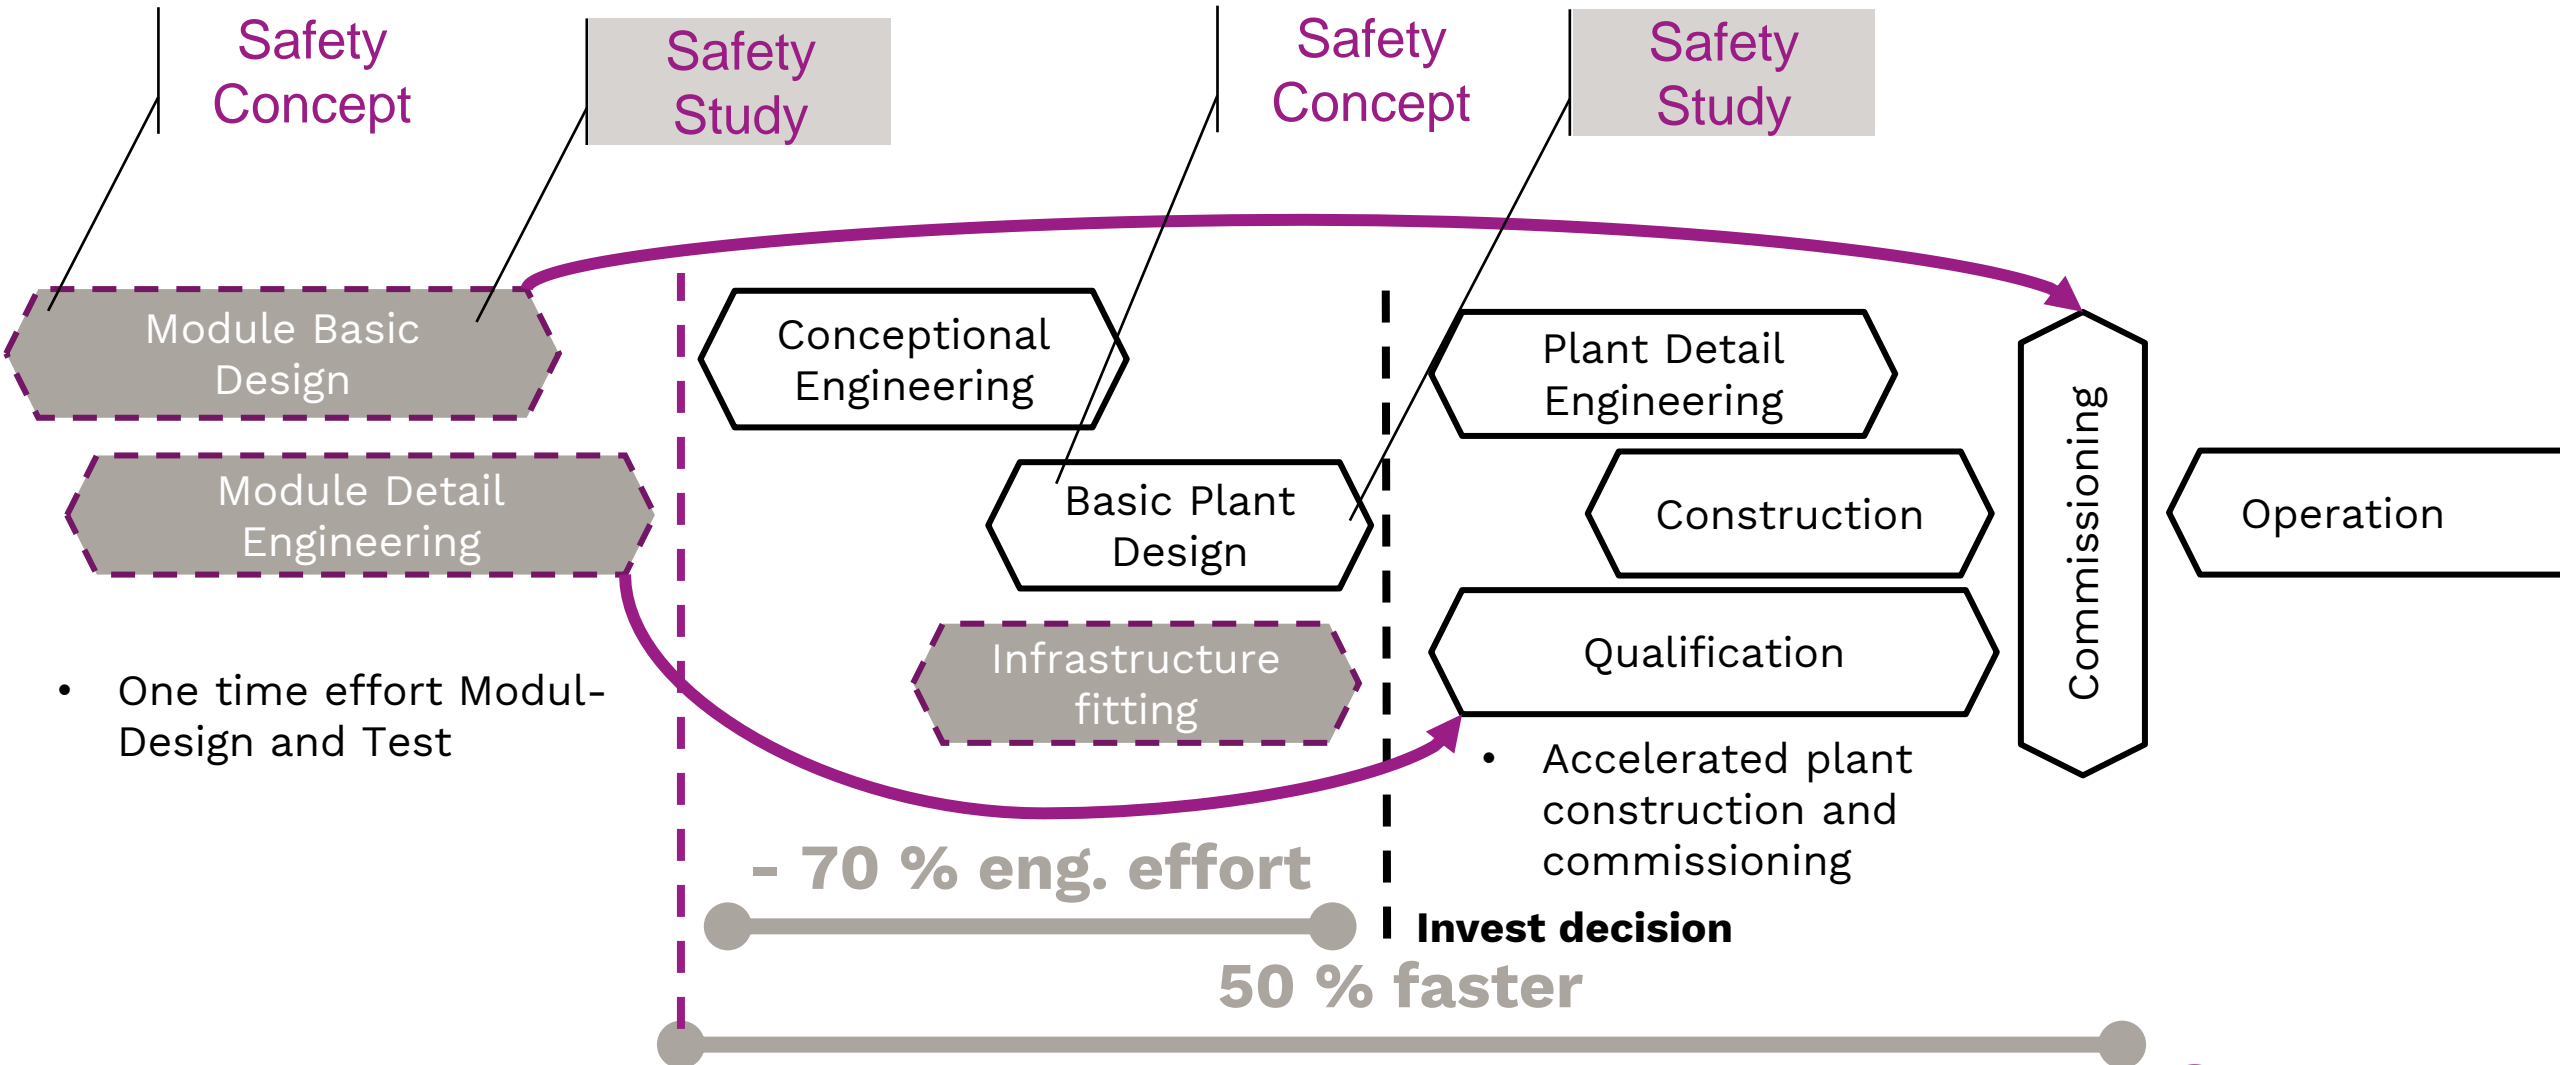 Safety
Concept
Safety
Study
Safety
Concept
Safety
Study
Module Basic
Design
Conceptional
Engineering
Plant Detail
Engineering
Module Detail
Engineering
Basic Plant
Design
Construction
Commissioning
Operation
Infrastructure
fitting
Qualification
• One time effort Modul-
Design and Test
• Accelerated plant
construction and
commissioning
- 70 % eng. effort
Invest decision
50 % faster